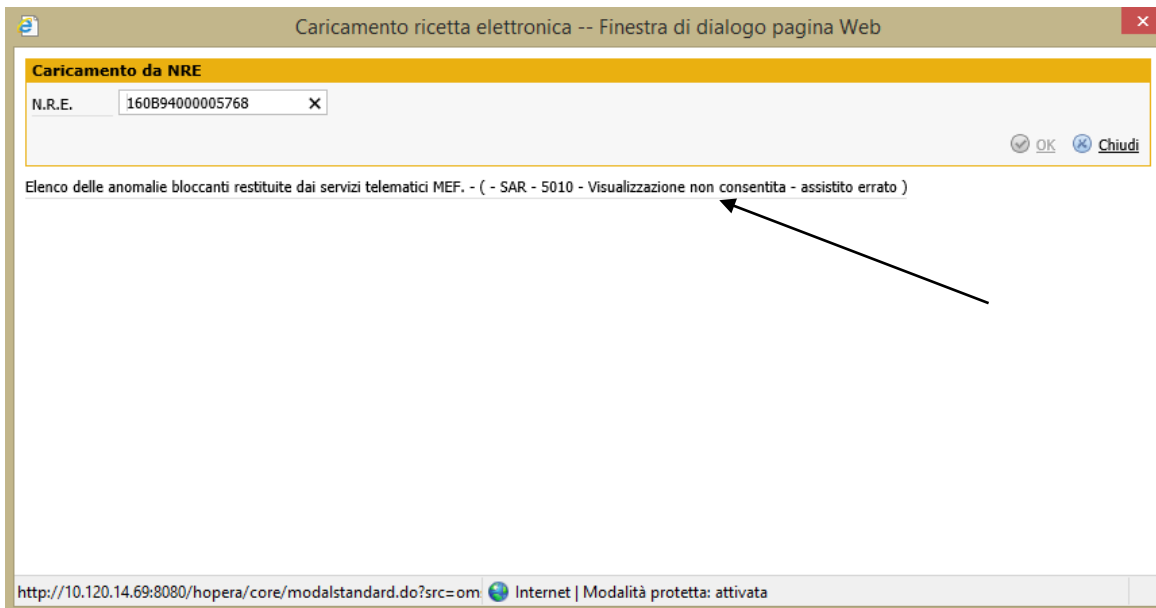 Caricamento ricetta elettronica -- Finestra di dialogo pagina Web
Caricamento da NRE
N.R.E. 160B94000005768
OK Chiudi
Elenco delle anomalie bloccanti restituite dai servizi telematici MEF. - ( - SAR - 5010 - Visualizzazione non consentita - assistito errato )
http://10.120.14.69:8080/hopera/core/modalstandard.do?src=om Internet | Modalità protetta: attivata